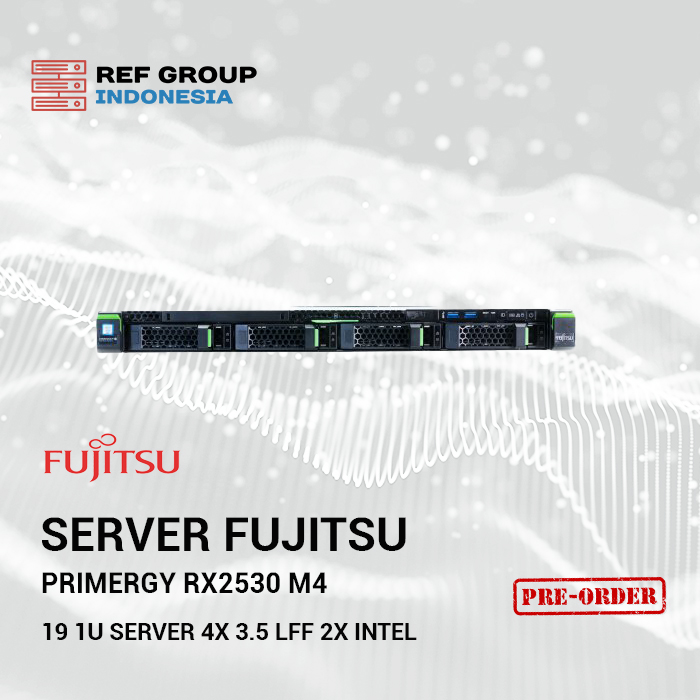 REF GROUP
INDONESIA
FUJITSU
FUJITSU
SERVER FUJITSU
PRIMERGY RX2530 M4
PRE-ORDER
19 1U SERVER 4X 3.5 LFF 2X INTEL